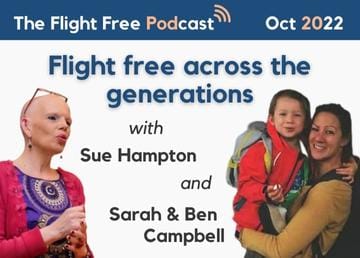 The Flight Free Podcast Oct 2022
Flight free across the
generations
with
Sue Hampton
and
Sarah & Ben
Campbell